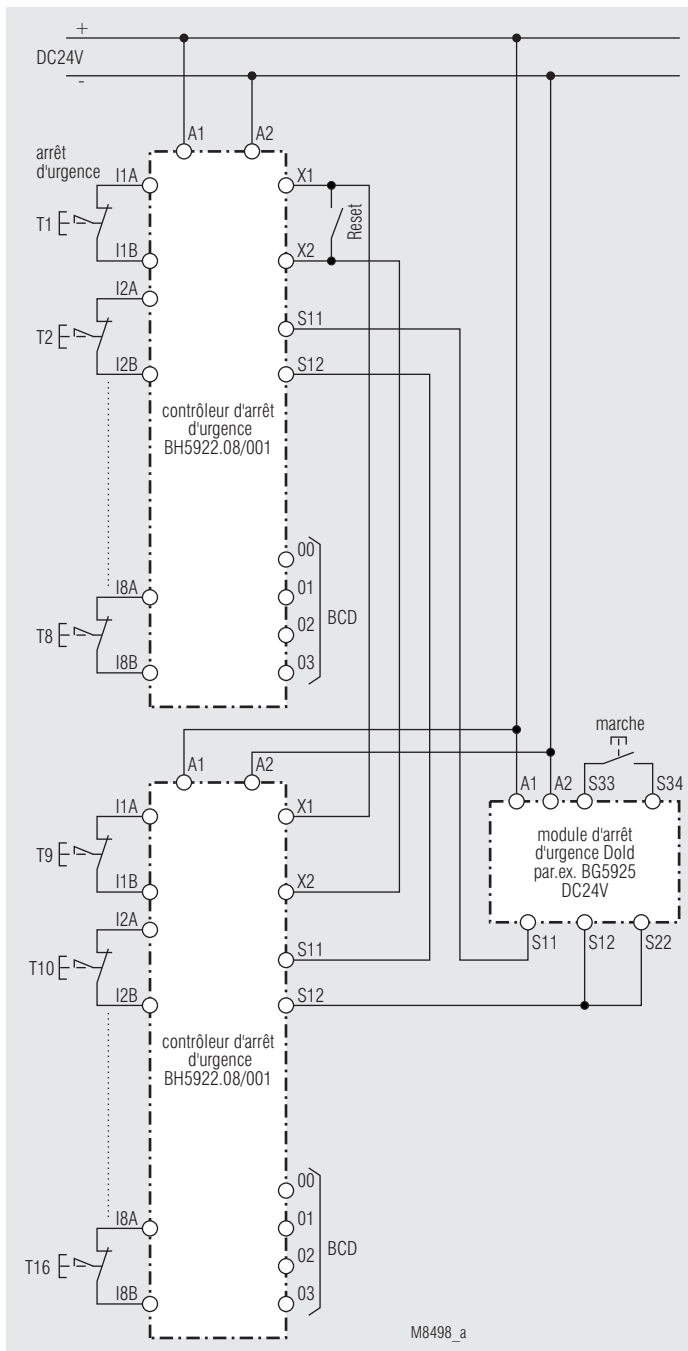 +
DC24V
-
A1 A2
arrêt
d'urgence
I1A X1
T1 Reset
I1B X2
I2A
S11
T2
I2B S12
contrôleur d'arrêt
d'urgence
BH5922.08/001
00
I8A 01
BCD
T8 02
I8B 03
marche
A1 A2
A1 A2 S33 S34
I1A X1
module d'arrêt
d'urgence Dold
par.ex. BG5925
DC24V
T9
I1B X2
I2A
S11 S12 S22
T10 S11
I2B S12
contrôleur d'arrêt
d'urgence
BH5922.08/001
00
I8A 01
BCD
T16 02
I8B 03
M8498_a